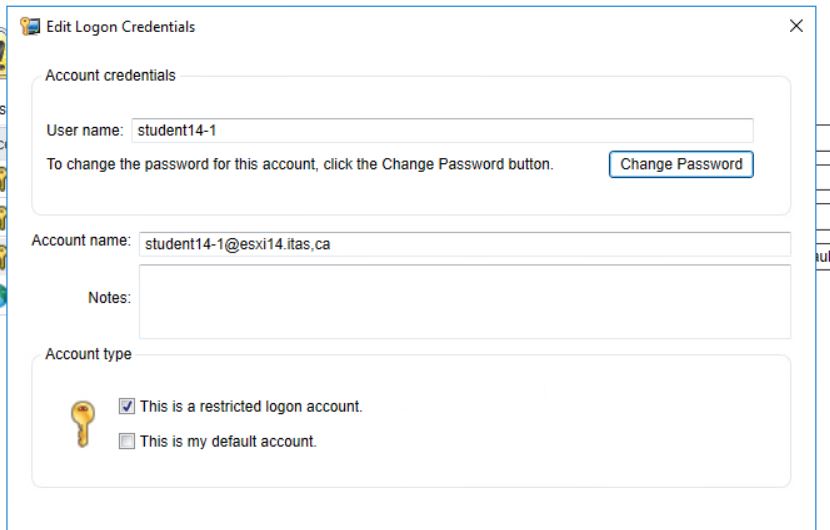 Edit Logon Credentials
Account credentials
User name: student14-1
To change the password for this account, click the Change Password button. Change Password
Account name: student14-1@esxi14.itas,ca
Notes:
Account type
This is a restricted logon account.
This is my default account.